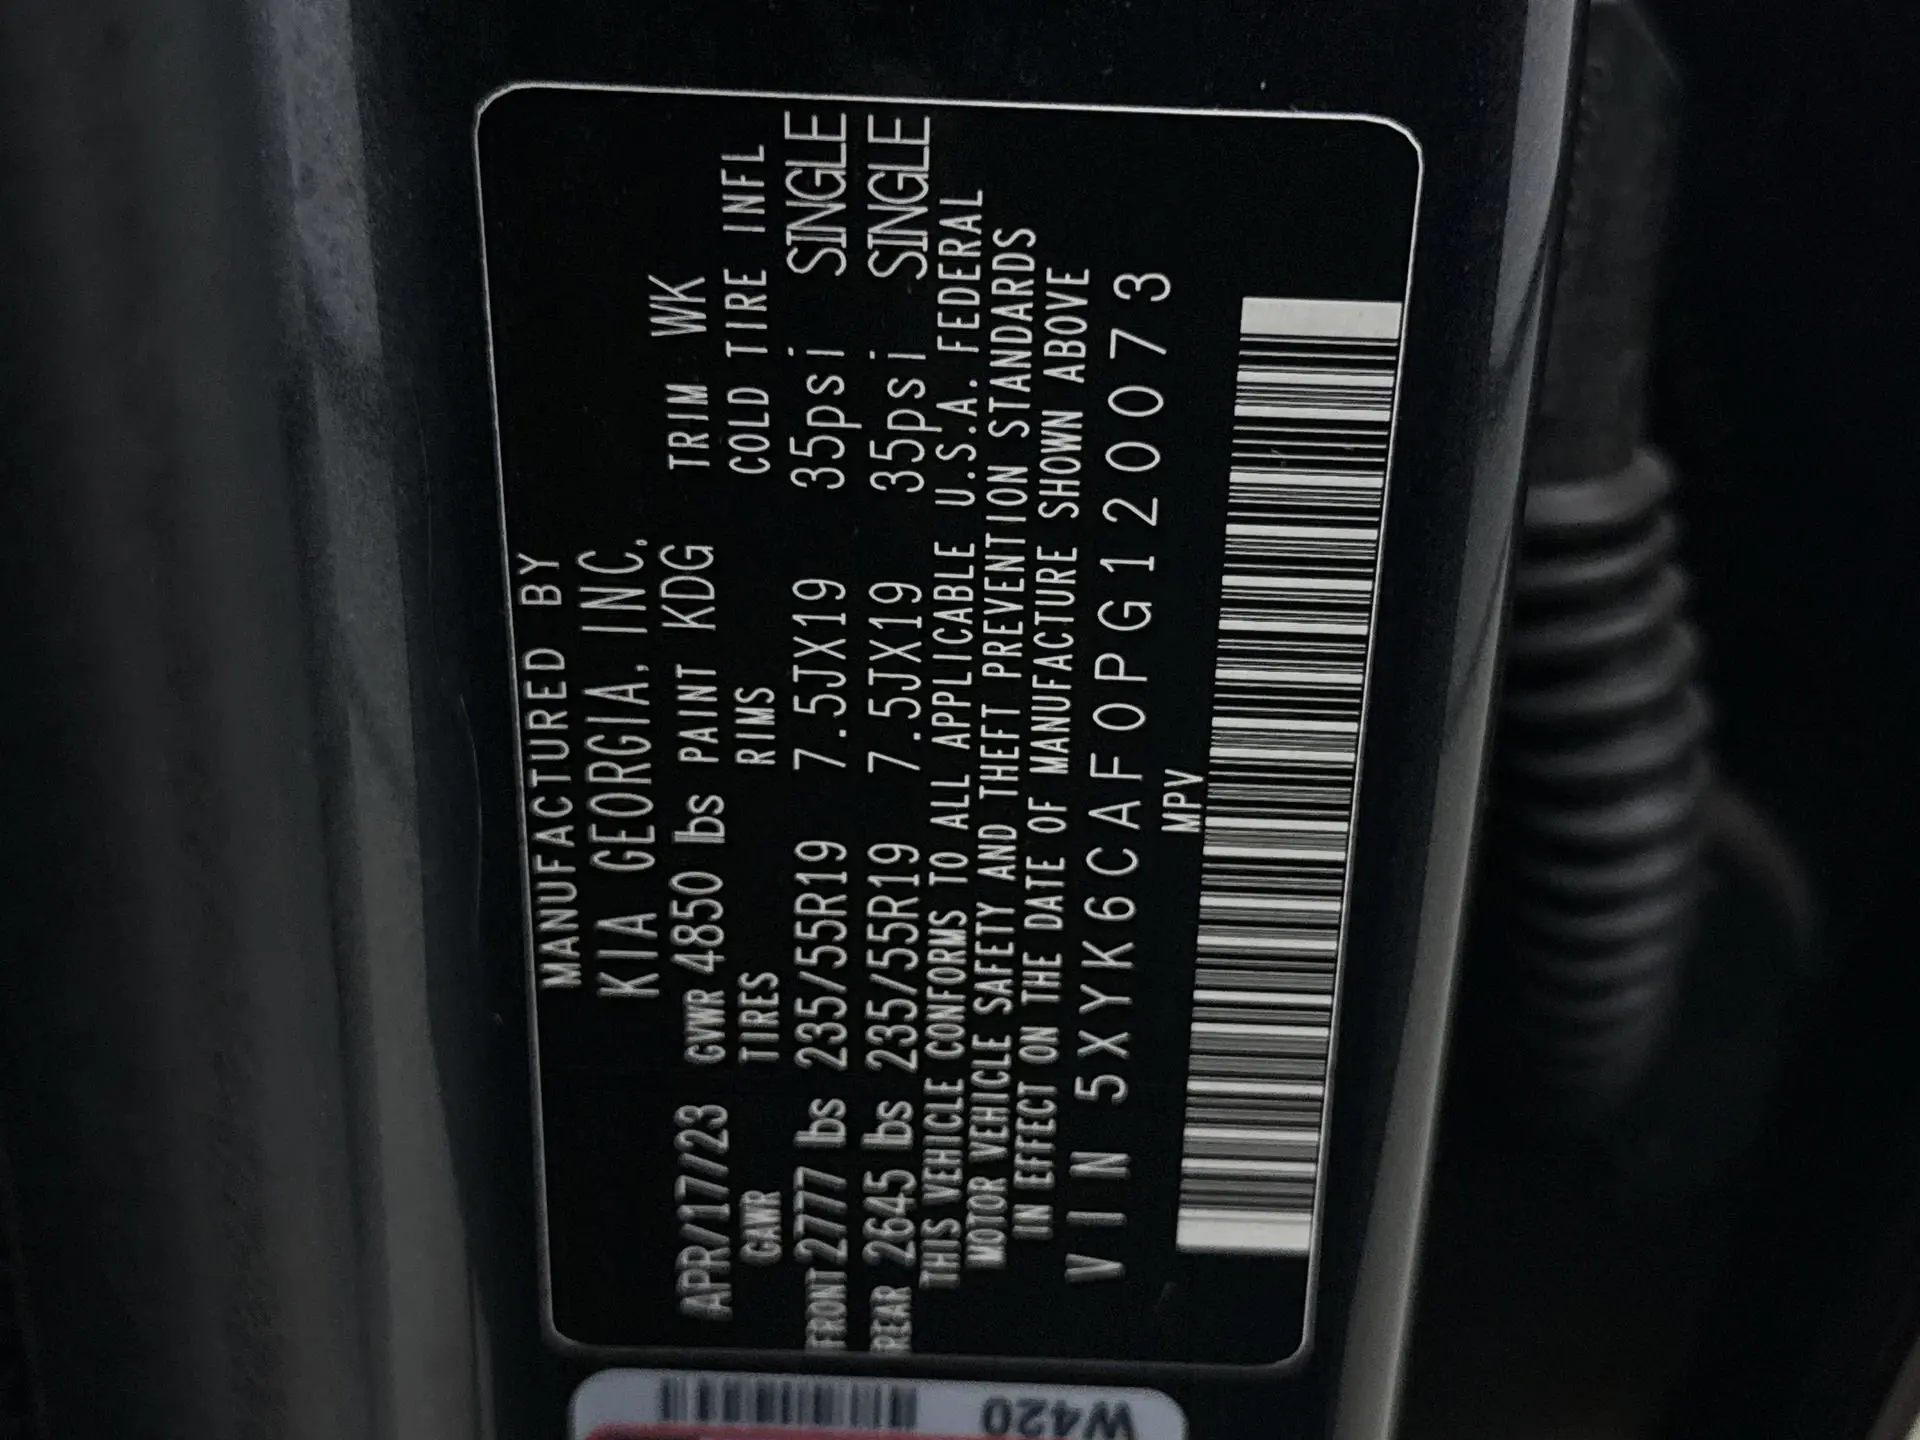 MANUFACTURED BY
KIA GEORGIA, INC.
APR/17/23 GVWR 4850 lbs PAINT KDG TRIM WK
GAWR TIRES RIMS COLD TIRE INFL
FRONT 2777 lbs 235/55R19 7.5JX19 35psi SINGLE
REAR 2645 lbs 235/55R19 7.5JX19 35psi SINGLE
THIS VEHICLE CONFORMS TO ALL APPLICABLE U.S.A. FEDERAL
MOTOR VEHICLE SAFETY AND THEFT PREVENTION STANDARDS
IN EFFECT ON THE DATE OF MANUFACTURE SHOWN ABOVE
VIN 5XYK6CAF0PG120073
MPV
W420